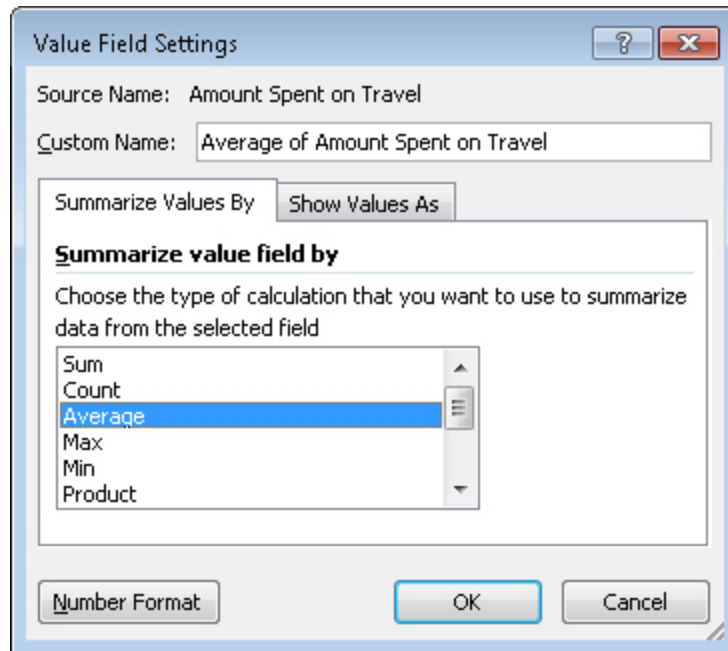 Value Field Settings
Source Name: Amount Spent on Travel
Custom Name: Average of Amount Spent on Travel
Summarize Values By Show Values As
Summarize value field by
Choose the type of calculation that you want to use to summarize
data from the selected field
Sum
Count
Average
Max
Min
Product
Number Format OK Cancel